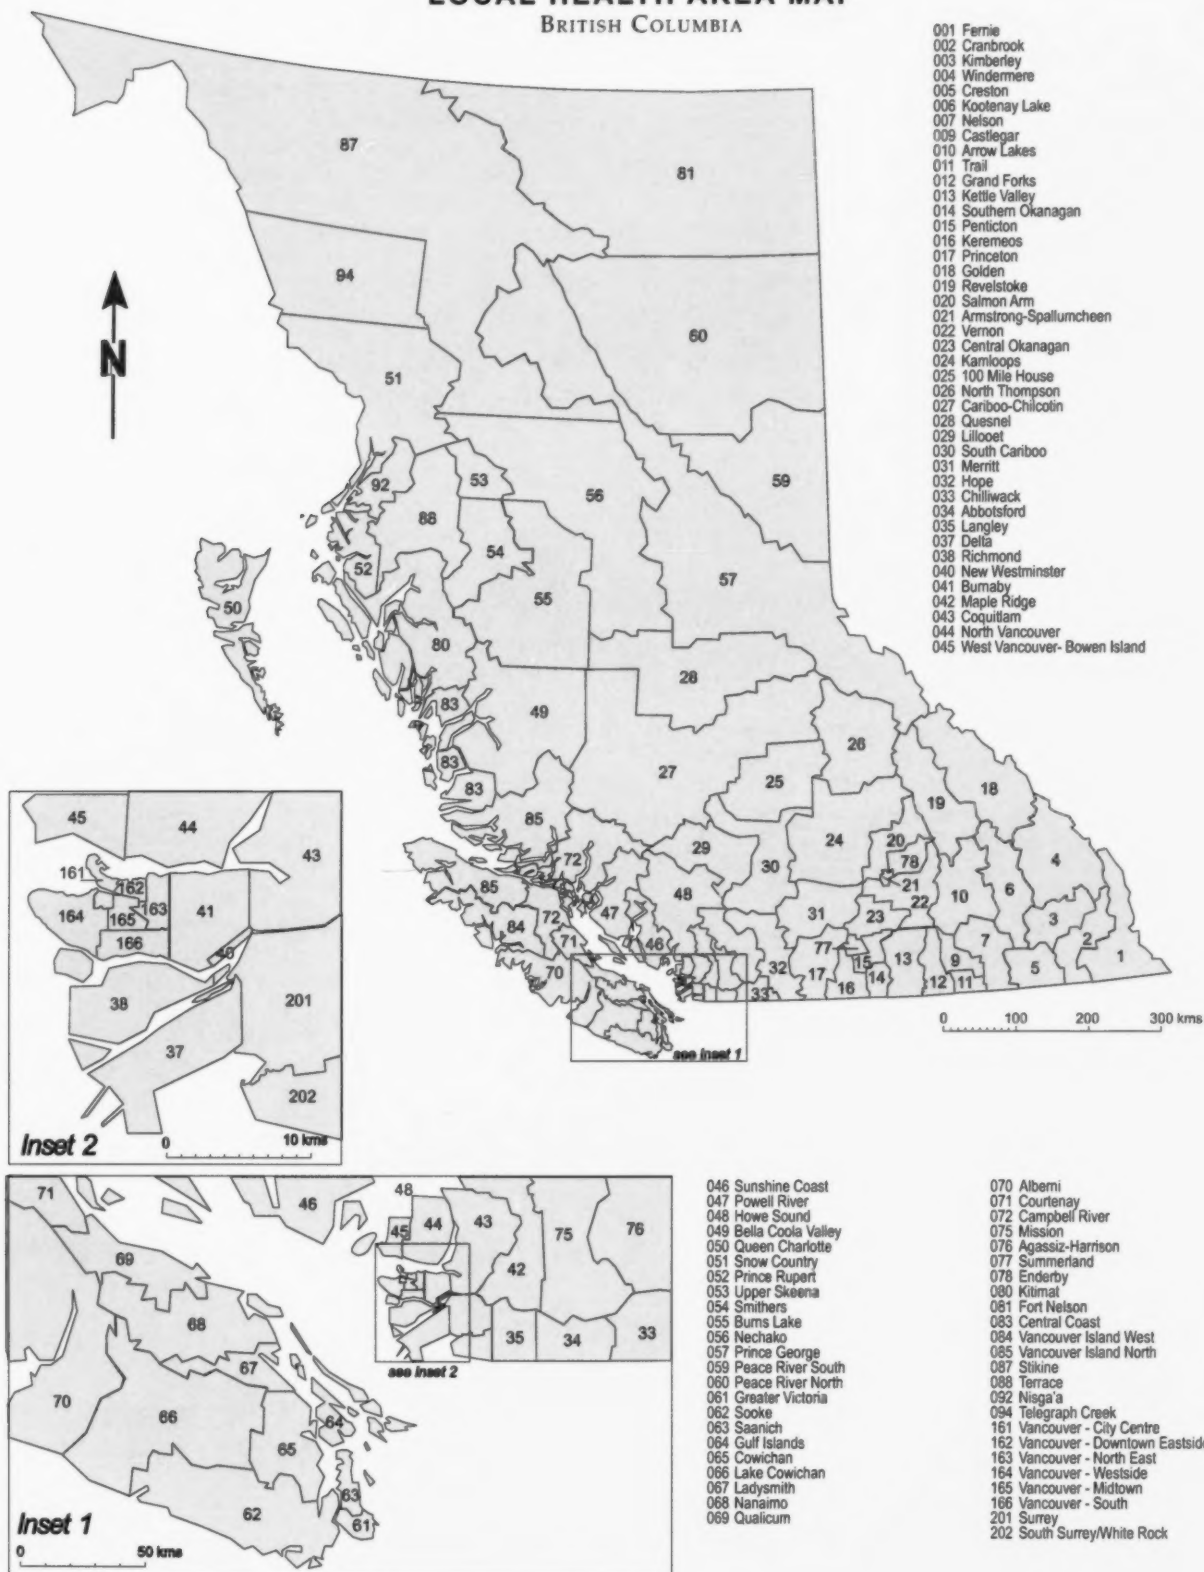 LOCAL HEALTH AREA MAP
BRITISH COLUMBIA
001 Fernie
002 Cranbrook
003 Kimberley
004 Windermere
005 Creston
006 Kootenay Lake
007 Nelson
009 Castlegar
010 Arrow Lakes
011 Trail
012 Grand Forks
013 Kettle Valley
014 Southern Okanagan
015 Penticton
016 Keremeos
017 Princeton
018 Golden
019 Revelstoke
020 Salmon Arm
021 Armstrong-Spallumcheen
022 Vernon
023 Central Okanagan
024 Kamloops
025 100 Mile House
026 North Thompson
027 Cariboo-Chilcotin
028 Quesnel
029 Lillooet
030 South Cariboo
031 Merritt
032 Hope
033 Chilliwack
034 Abbotsford
035 Langley
037 Delta
038 Richmond
040 New Westminster
041 Burnaby
042 Maple Ridge
043 Coquitlam
044 North Vancouver
045 West Vancouver- Bowen Island
87
81
94
N
60
51
53
59
92
56
88
54
57
52
50
55
80
28
83
49
26
83
27
25
18
83
19
85
24
20
29
72
30
78
4
85
48
21
10
6
47
22
84
72
31
23
3
71
46
7
2
77
70
32
15
13
9
5
1
17
14
12
11
16
33
see Inset 1
0 100 200 300 kms
45
44
43
161
162
63
41
164
165
166
40
38
201
37
202
Inset 2
0 10 kms
71
46
48
45
44
43
75
76
69
42
68
35
34
33
see Inset 2
67
70
66
64
65
63
62
61
Inset 1
0 50 kms
046 Sunshine Coast
047 Powell River
048 Howe Sound
049 Bella Coola Valley
050 Queen Charlotte
051 Snow Country
052 Prince Rupert
053 Upper Skeena
054 Smithers
055 Burns Lake
056 Nechako
057 Prince George
059 Peace River South
060 Peace River North
061 Greater Victoria
062 Sooke
063 Saanich
064 Gulf Islands
065 Cowichan
066 Lake Cowichan
067 Ladysmith
068 Nanaimo
069 Qualicum
070 Alberni
071 Courtenay
072 Campbell River
075 Mission
076 Agassiz-Harrison
077 Summerland
078 Enderby
080 Kitimat
081 Fort Nelson
083 Central Coast
084 Vancouver Island West
085 Vancouver Island North
087 Stikine
088 Terrace
092 Nisga'a
094 Telegraph Creek
161 Vancouver - City Centre
162 Vancouver - Downtown Eastside
163 Vancouver - North East
164 Vancouver - Westside
165 Vancouver - Midtown
166 Vancouver - South
201 Surrey
202 South Surrey/White Rock